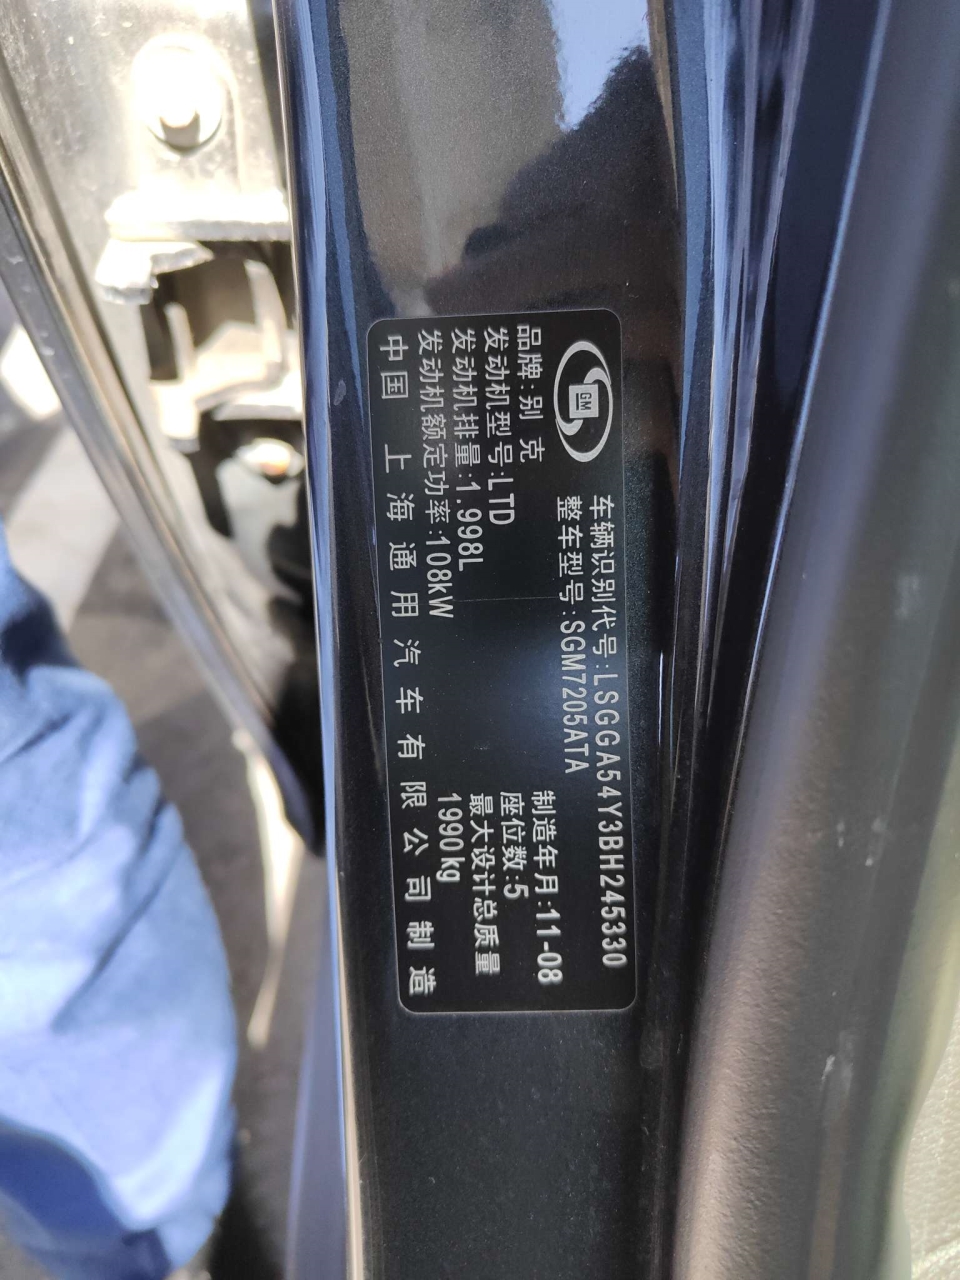 GM
车辆识别代号:LSGGA54Y3BH245330
整车型号:SGM7205ATA
品牌:别 克
制造年月:11-08
发动机型号:LTD
座位数:5
发动机排量:1.998L
最大设计总质量
发动机额定功率:108kW
1990kg
中国 上海通用汽车有限公司制造